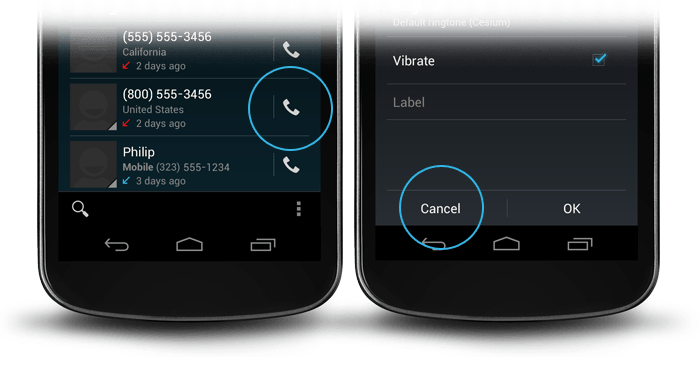 (555) 555-3456
California
2 days ago
(800) 555-3456
United States
2 days ago
Philip
Mobile (323) 555-1234
3 days ago
Default ringtone (Cesium)
Vibrate
Label
Cancel
OK